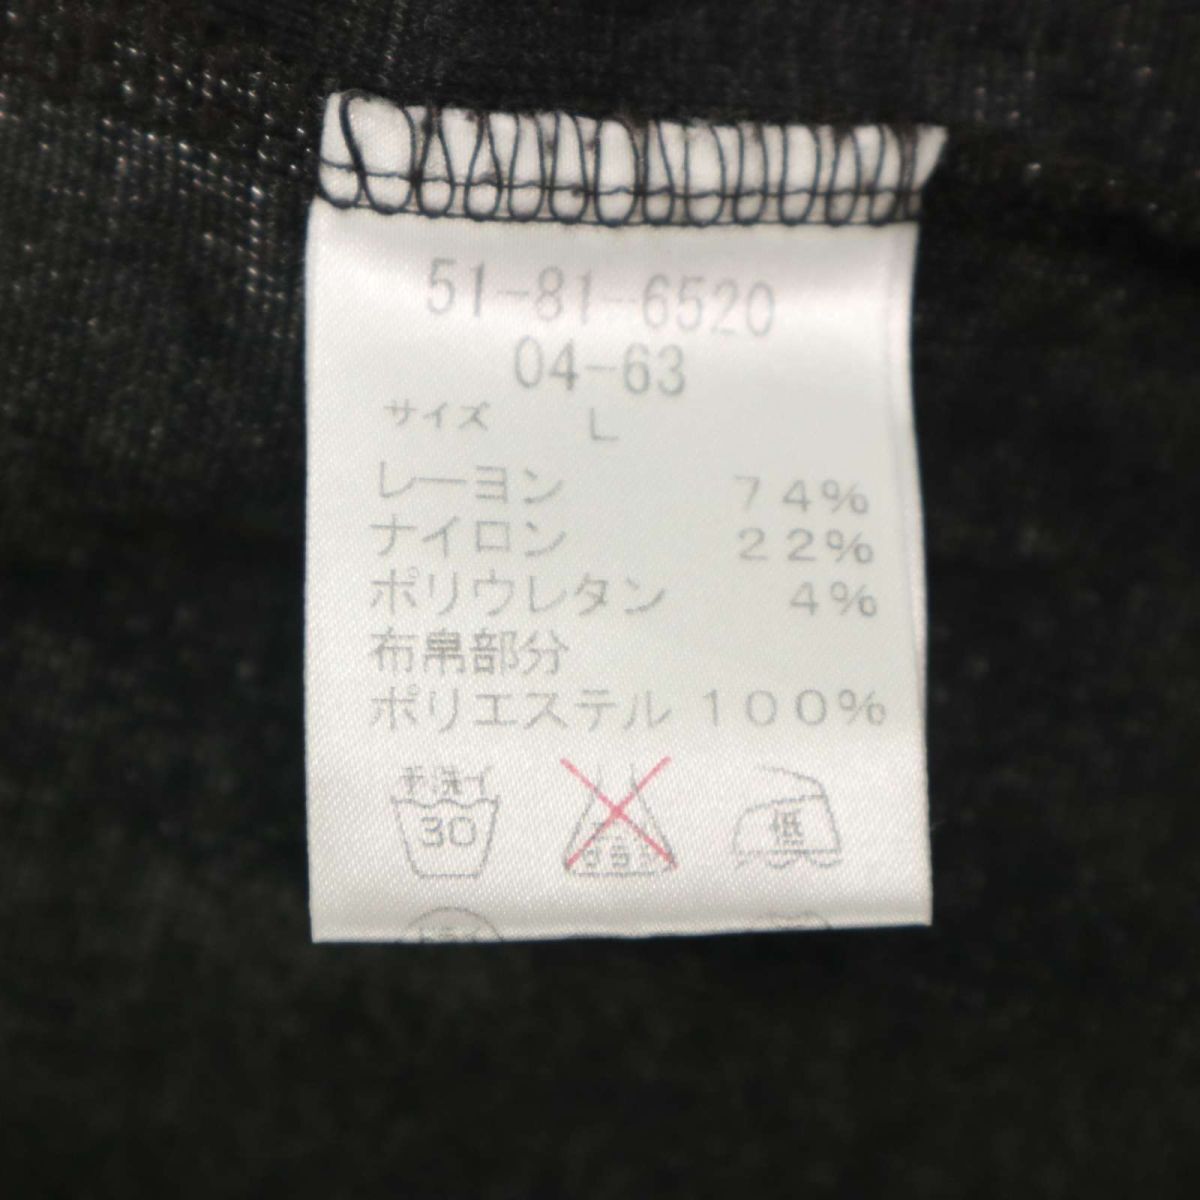 51-81-6520
04-63
サイズ L
レーヨン 74%
ナイロン 22%
ポリウレタン 4%
布帛部分
ポリエステル 100%
手洗イ
30
低